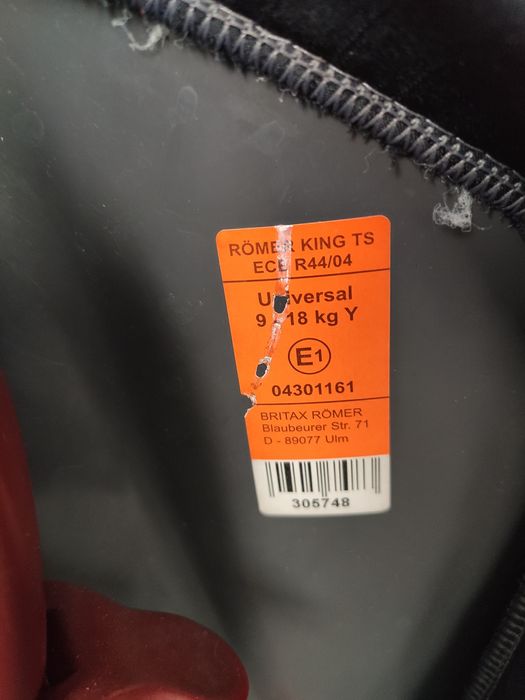 RÖMER KING TS
ECE R44/04
Universal
9 - 18 kg Y
E1
04301161
BRITAX RÖMER
Blaubeurer Str. 71
D - 89077 Ulm
305748